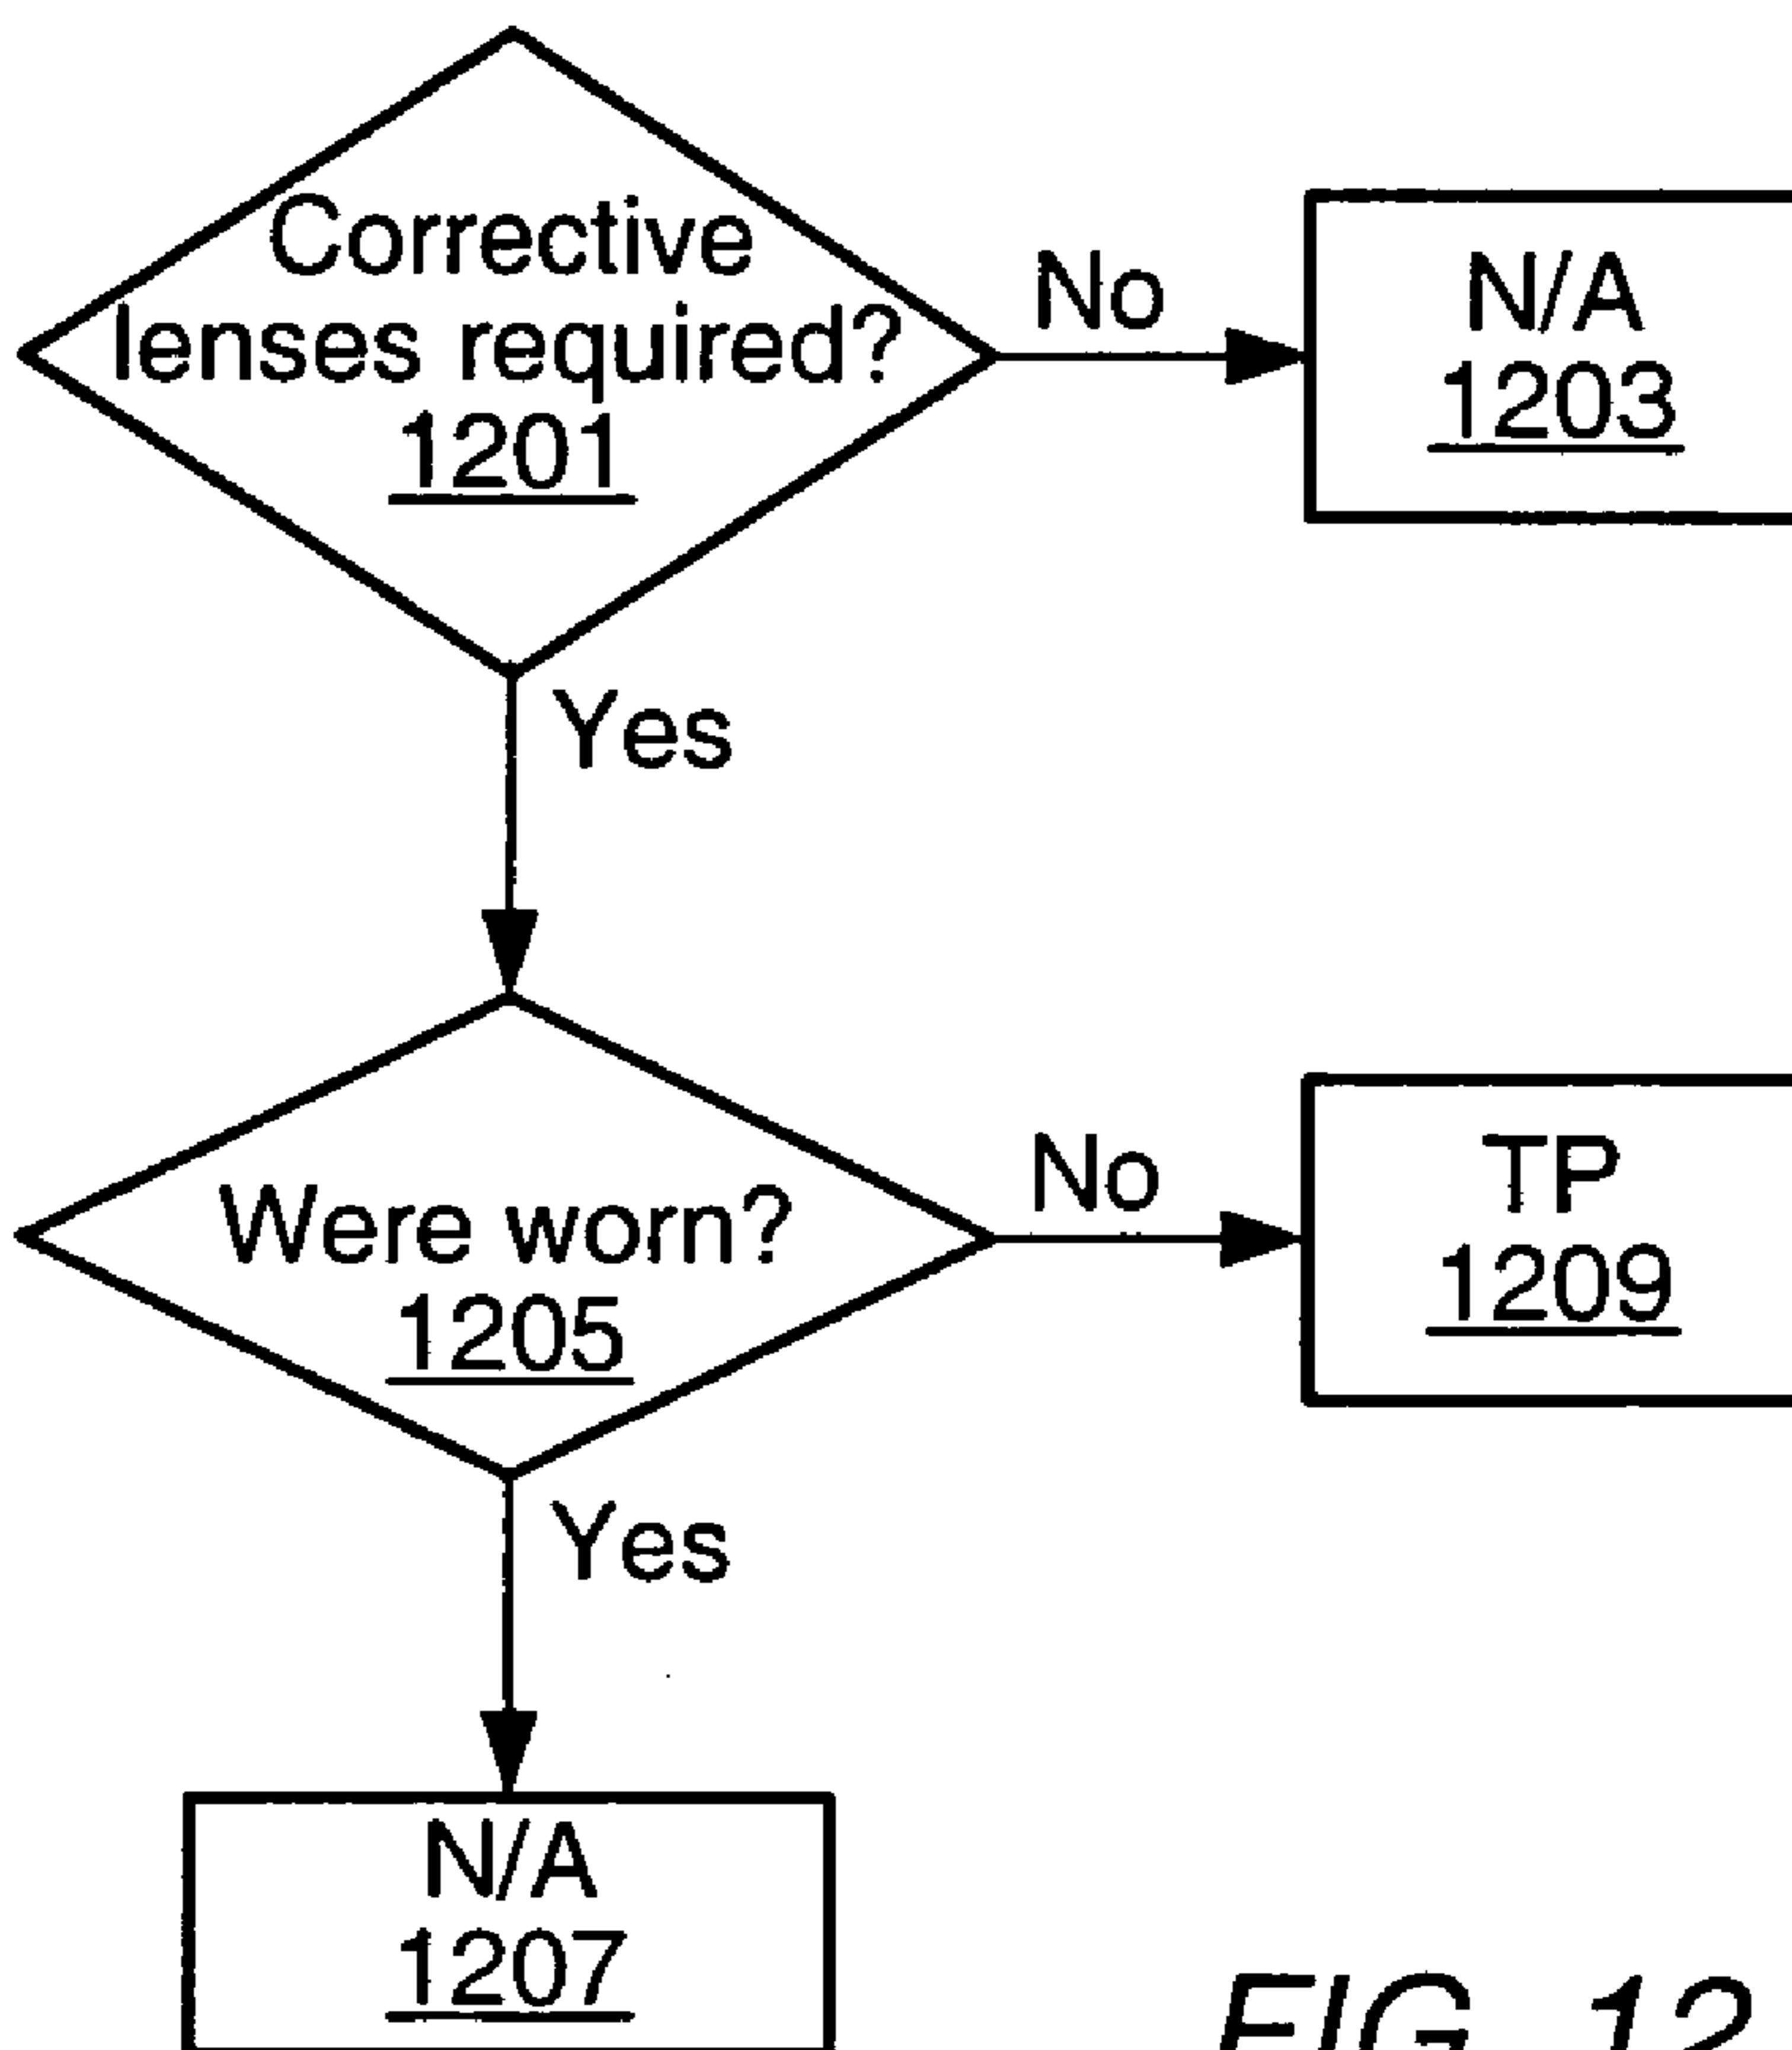 Corrective
lenses required?
1201
No
N/A
1203
Yes
Were worn?
1205
No
TP
1209
Yes
N/A
1207
FIG. 12